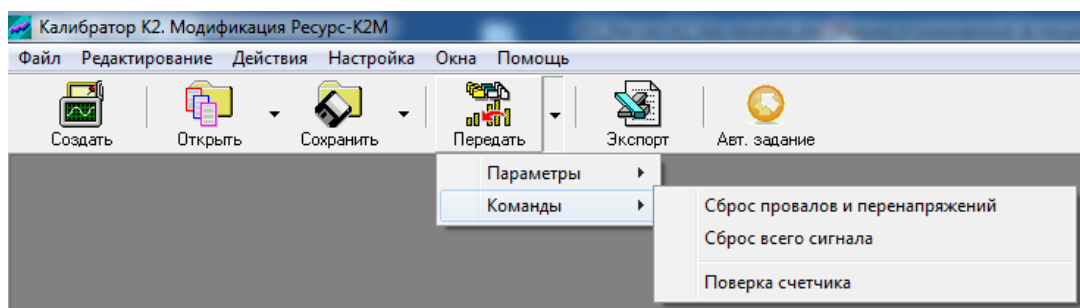 Калибратор K2. Модификация Ресурс-К2М
Файл Редактирование Действия Настройка Окна Помощь
Создать Открыть Сохранить Передать Экспорт Авт. задание
Параметры
Команды
Сброс провалов и перенапряжений
Сброс всего сигнала
Поверка счетчика